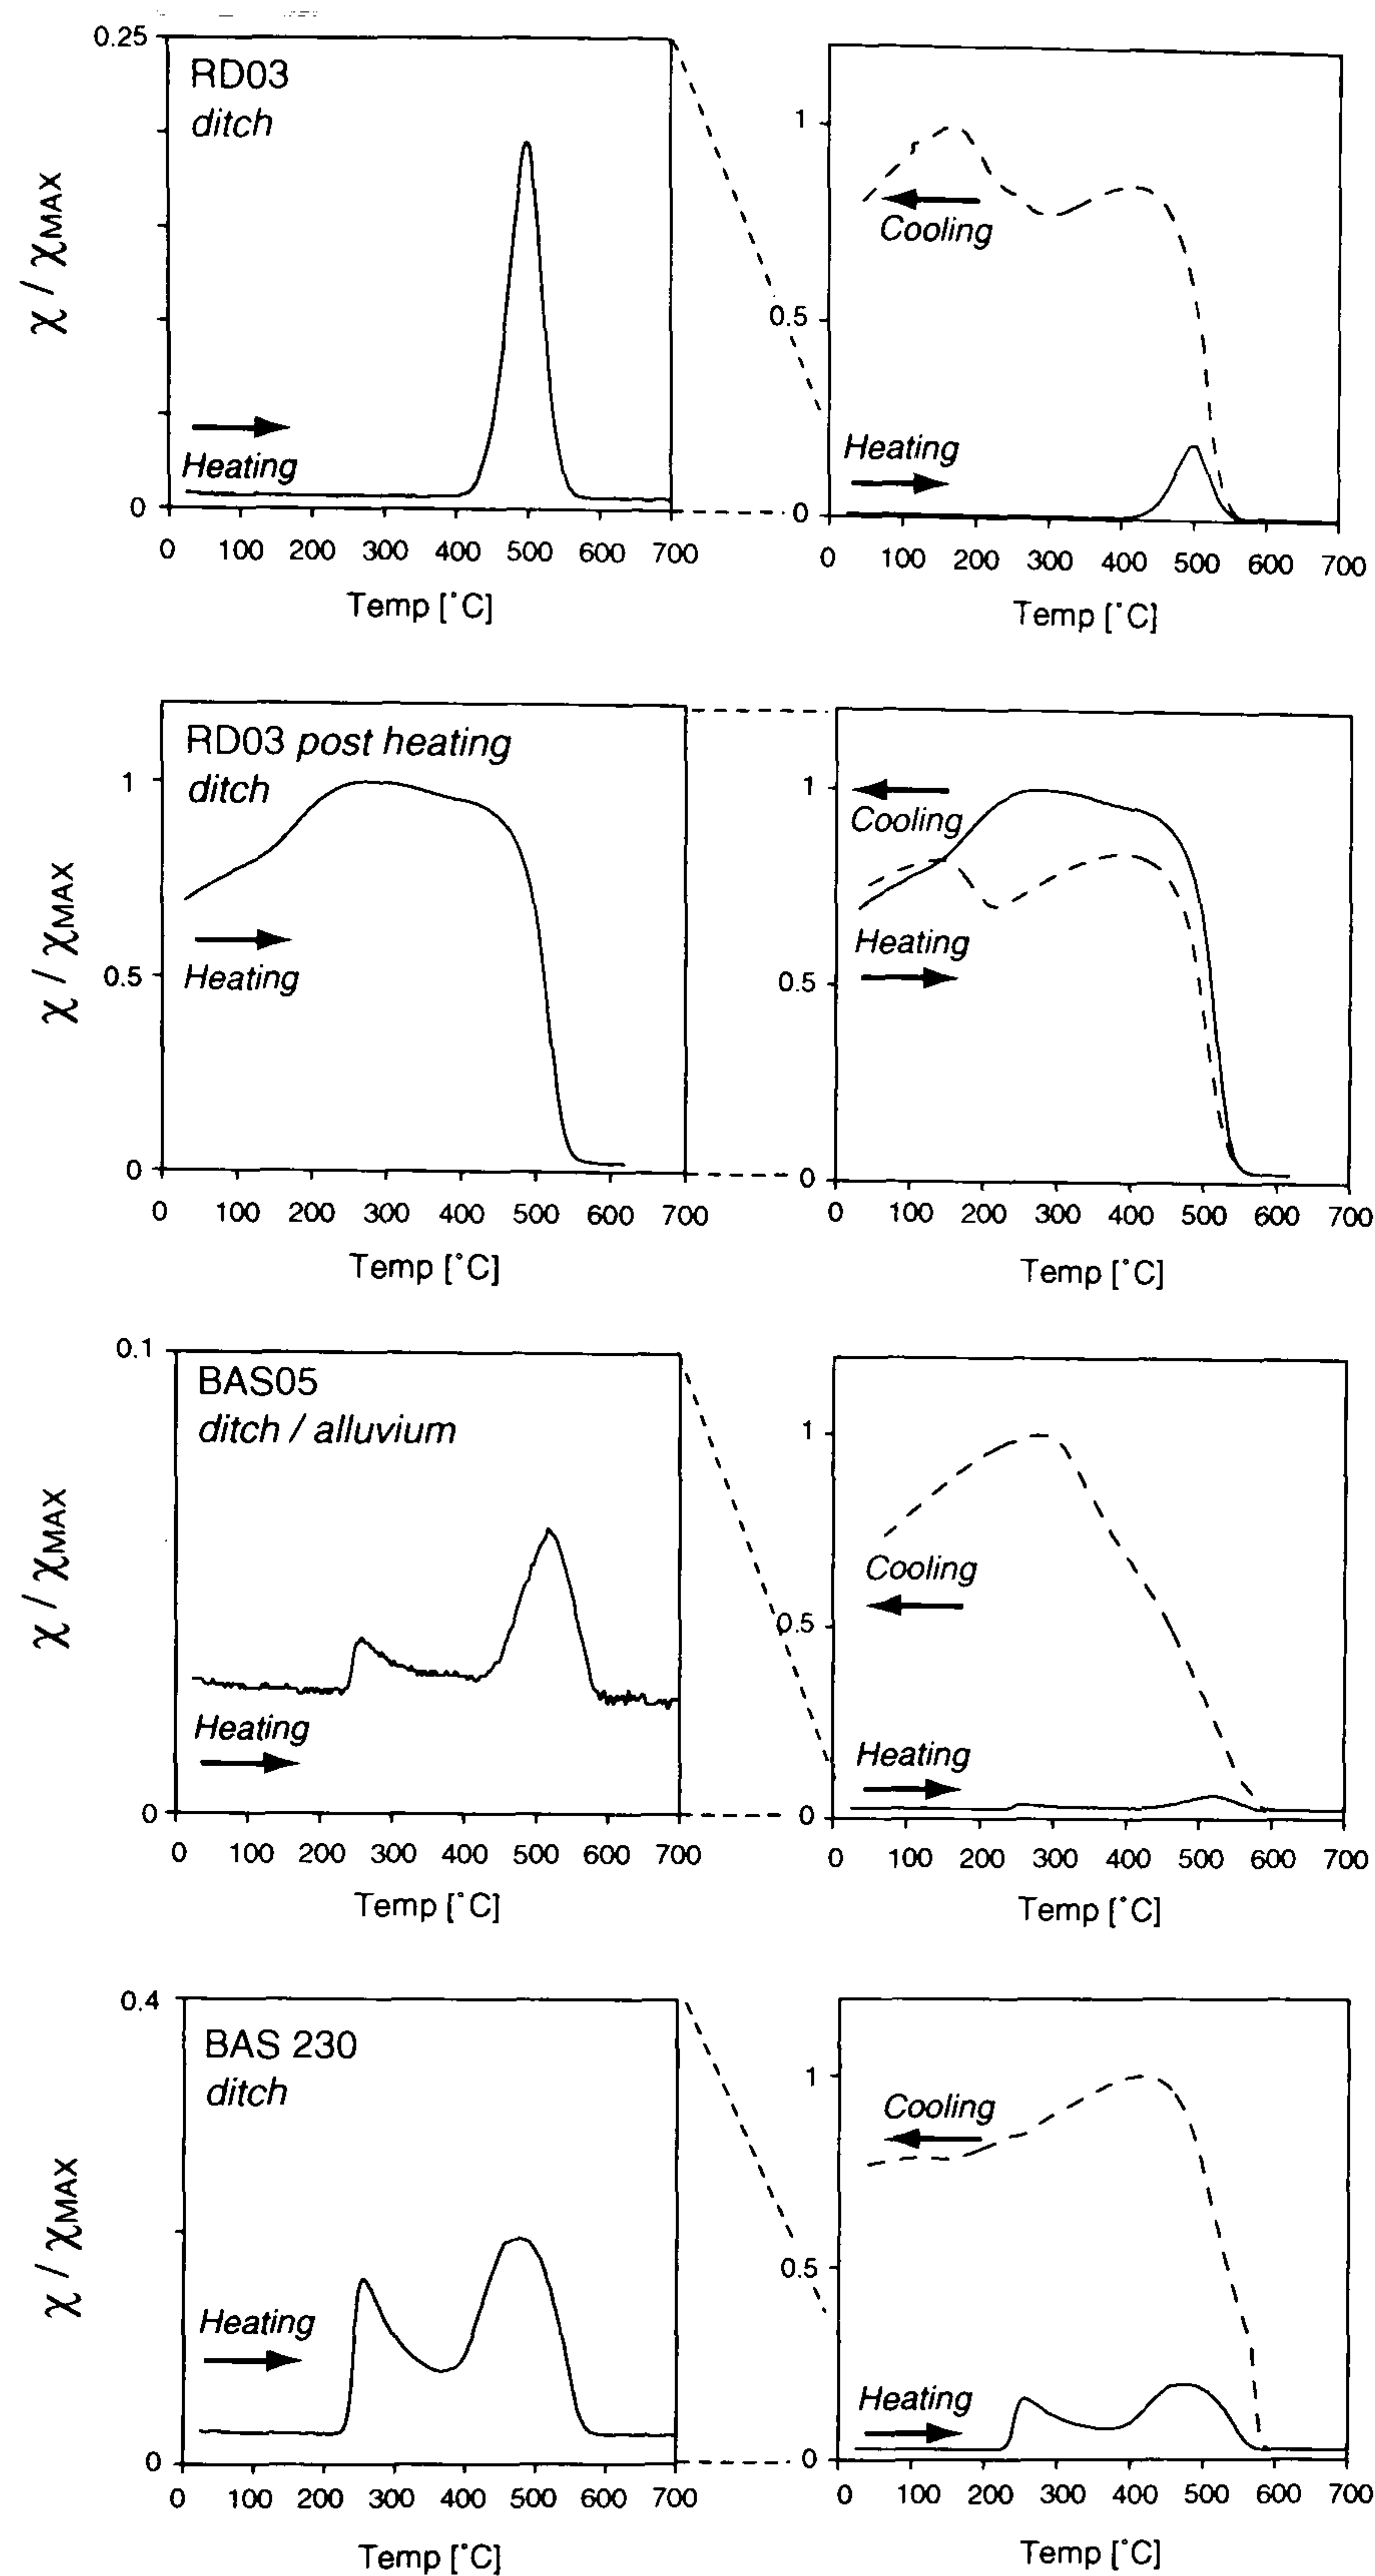 0.25
RD03
ditch
χ / χMAX
Heating
0
0 100 200 300 400 500 600 700
Temp [˚C]
1
Cooling
0.5
Heating
0
0 100 200 300 400 500 600 700
Temp [˚C]
RD03 post heating
ditch
1
χ / χMAX
0.5
Heating
0
0 100 200 300 400 500 600 700
Temp [˚C]
1
Cooling
Heating
0.5
0
0 100 200 300 400 500 600 700
Temp [˚C]
0.1
BAS05
ditch / alluvium
χ / χMAX
Heating
0
0 100 200 300 400 500 600 700
Temp [˚C]
1
Cooling
0.5
Heating
0
0 100 200 300 400 500 600 700
Temp [˚C]
0.4
BAS 230
ditch
χ / χMAX
Heating
0
0 100 200 300 400 500 600 700
Temp [˚C]
1
Cooling
0.5
Heating
0
0 100 200 300 400 500 600 700
Temp [˚C]